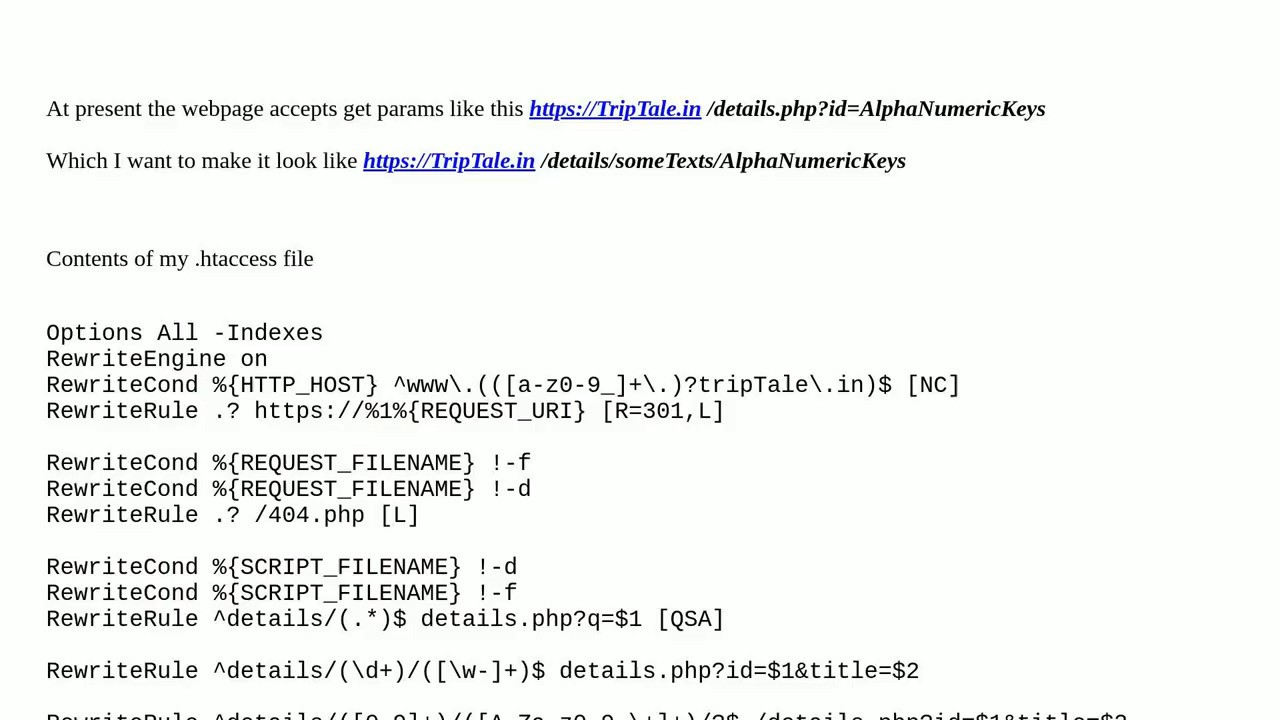 At present the webpage accepts get params like this https://TripTale.in /details.php?id=AlphaNumericKeys
Which I want to make it look like https://TripTale.in /details/someTexts/AlphaNumericKeys
Contents of my .htaccess file
Options All -Indexes
RewriteEngine on
RewriteCond %{HTTP_HOST} ^www\.(([a-z0-9_]+\.)?tripTale\.in)$ [NC]
RewriteRule .? https://%1%{REQUEST_URI} [R=301,L]
RewriteCond %{REQUEST_FILENAME} !-f
RewriteCond %{REQUEST_FILENAME} !-d
RewriteRule .? /404.php [L]
RewriteCond %{SCRIPT_FILENAME} !-d
RewriteCond %{SCRIPT_FILENAME} !-f
RewriteRule ^details/(.*)$ details.php?q=$1 [QSA]
RewriteRule ^details/(\d+)/([\w-]+)$ details.php?id=$1&title=$2